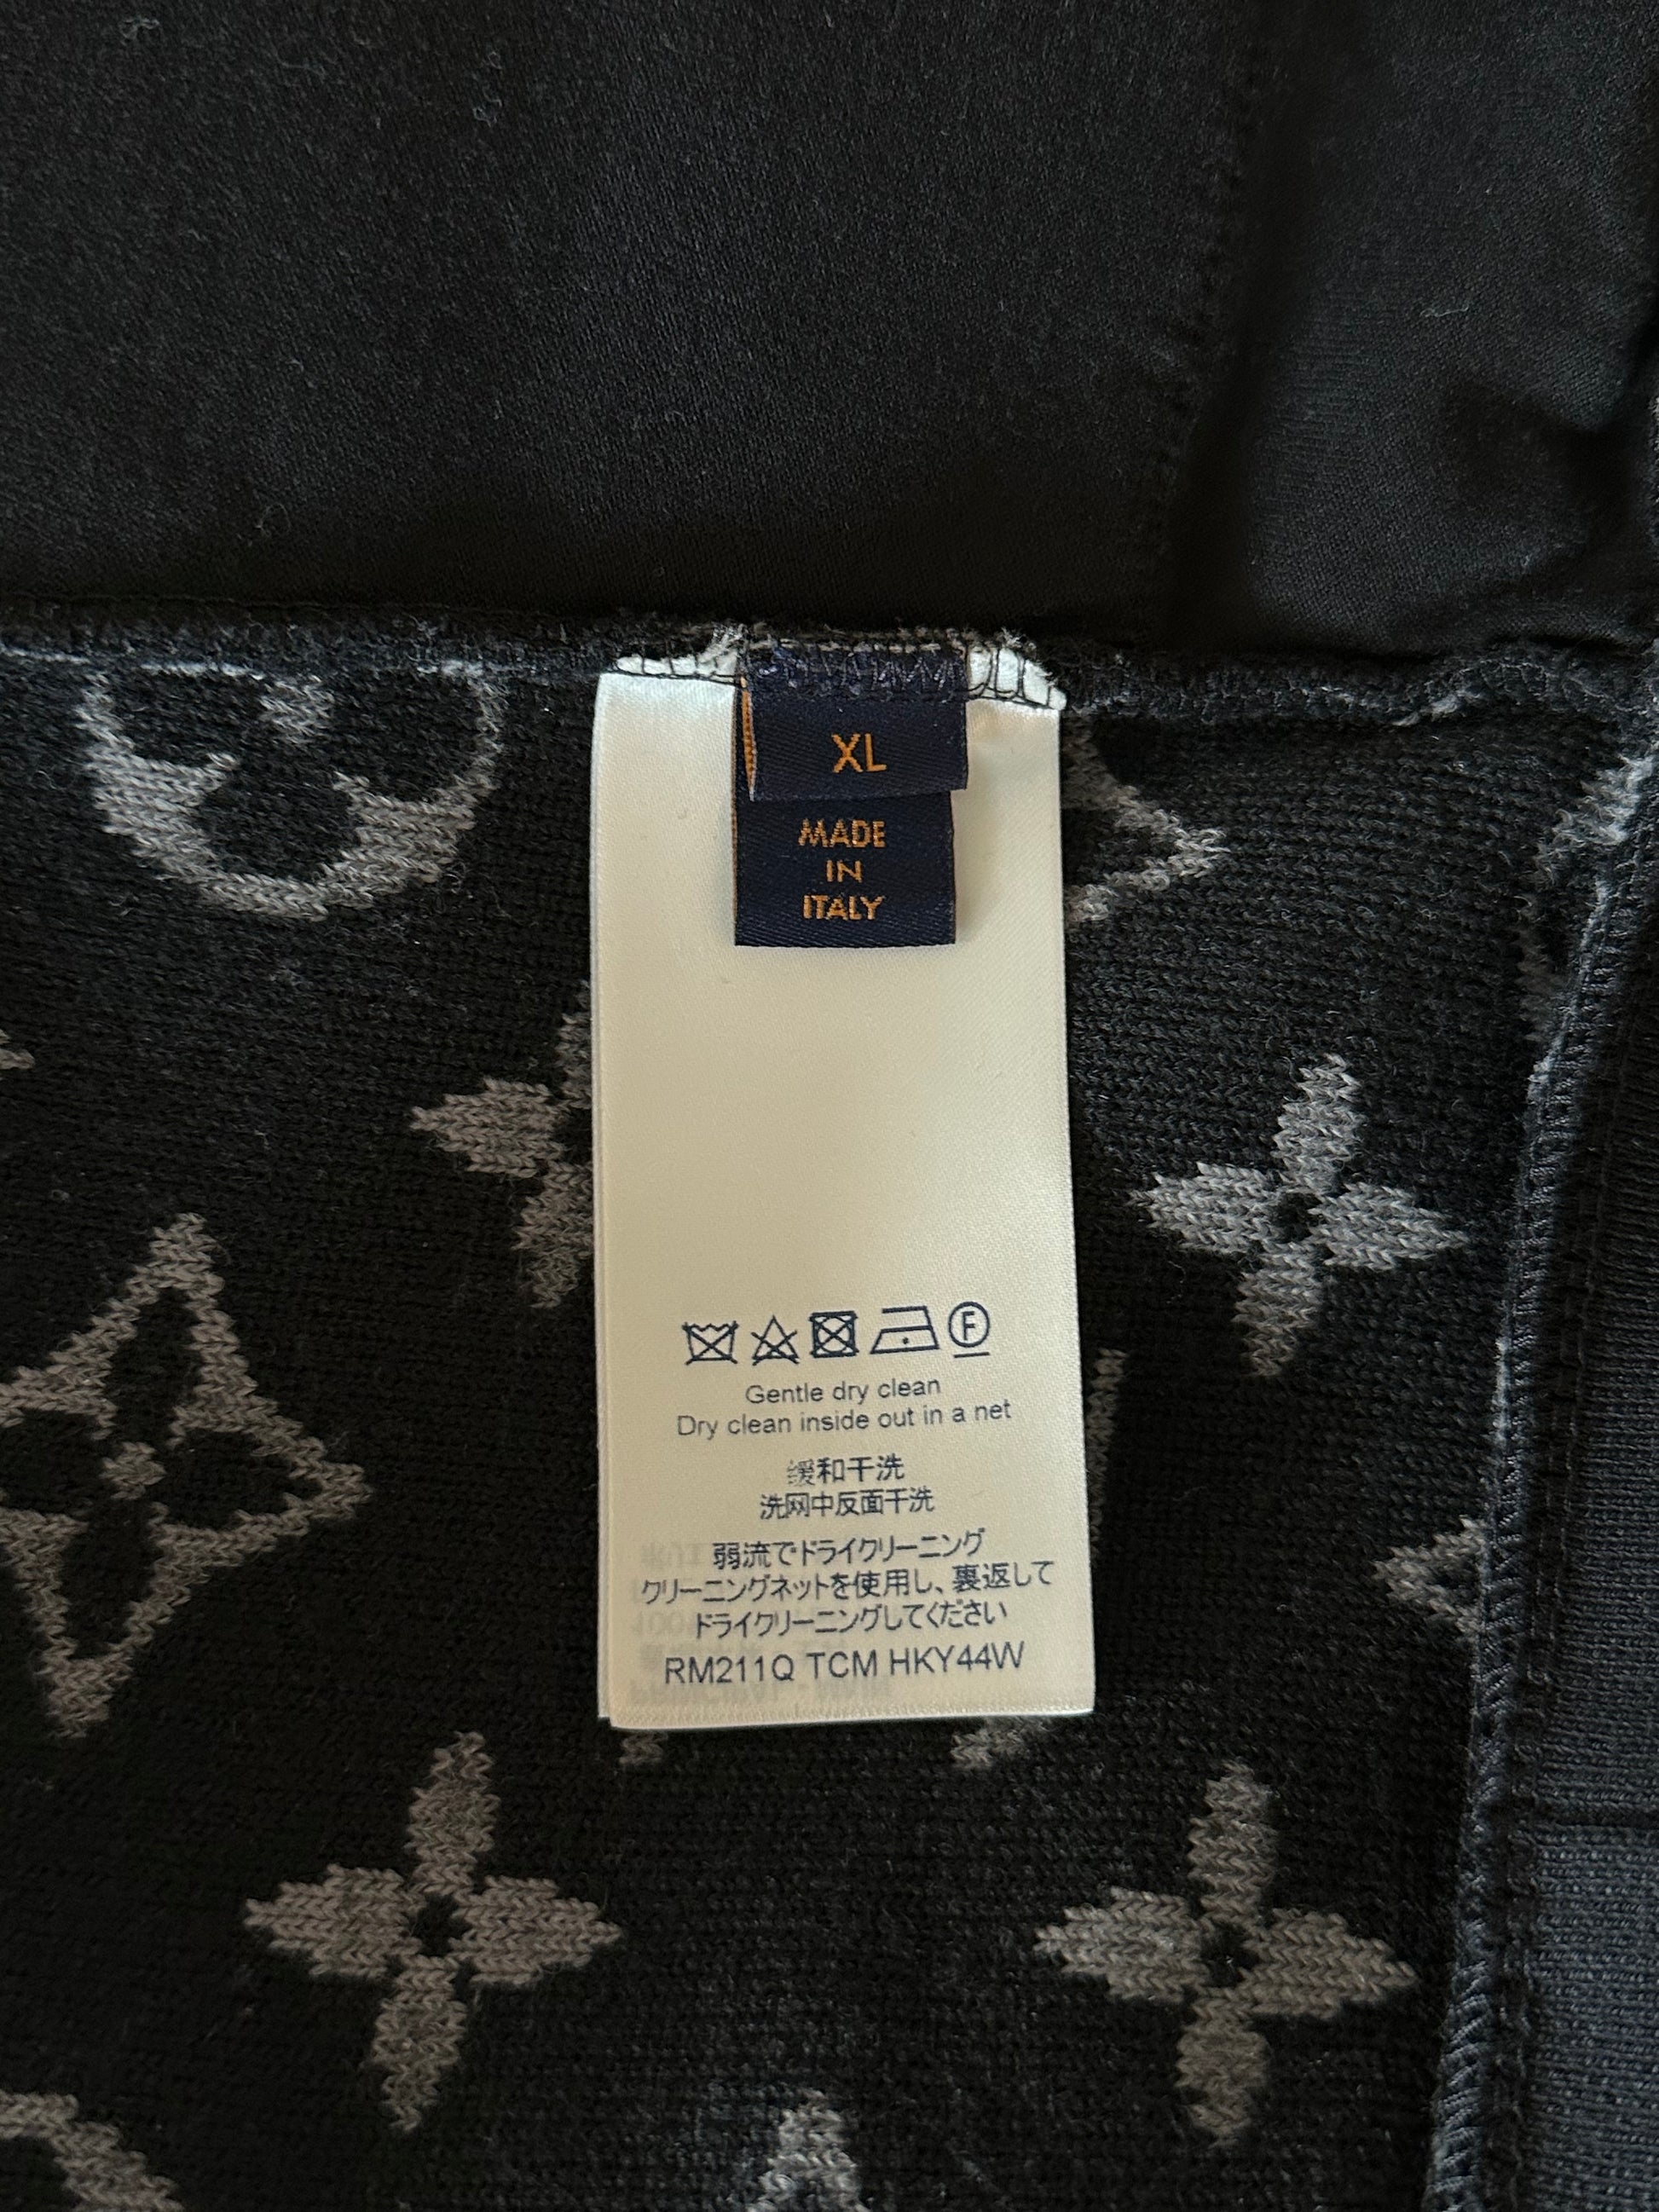 XL
MADE
IN
ITALY
F
Gentle dry clean
Dry clean inside out in a net
缓和干洗
洗网中反面干洗
弱流でドライクリーニング
クリーニングネットを使用し、裏返して
ドライクリーニングしてください
RM211Q TCM HKY44W